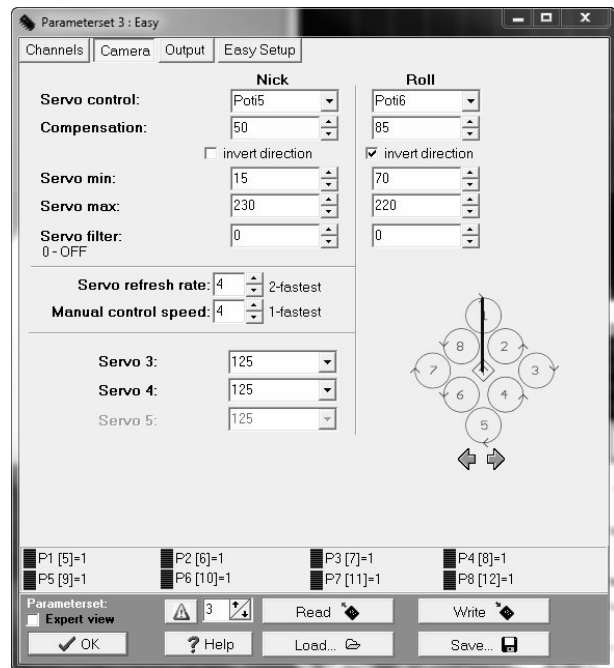 Parameterset 3 : Easy
Channels Camera Output Easy Setup
Nick Roll
Servo control: Poti5 Poti6
Compensation: 50 85
invert direction invert direction
Servo min: 15 70
Servo max: 230 220
Servo filter: 0 0
0 - OFF
Servo refresh rate: 4 2-fastest
Manual control speed: 4 1-fastest
Servo 3: 125
Servo 4: 125
Servo 5: 125
1
8 2
7 3
6 4
5
P1 [5]=1 P2 [6]=1 P3 [7]=1 P4 [8]=1
P5 [9]=1 P6 [10]=1 P7 [11]=1 P8 [12]=1
Parameterset:
Expert view 3 Read Write
OK ? Help Load... Save...